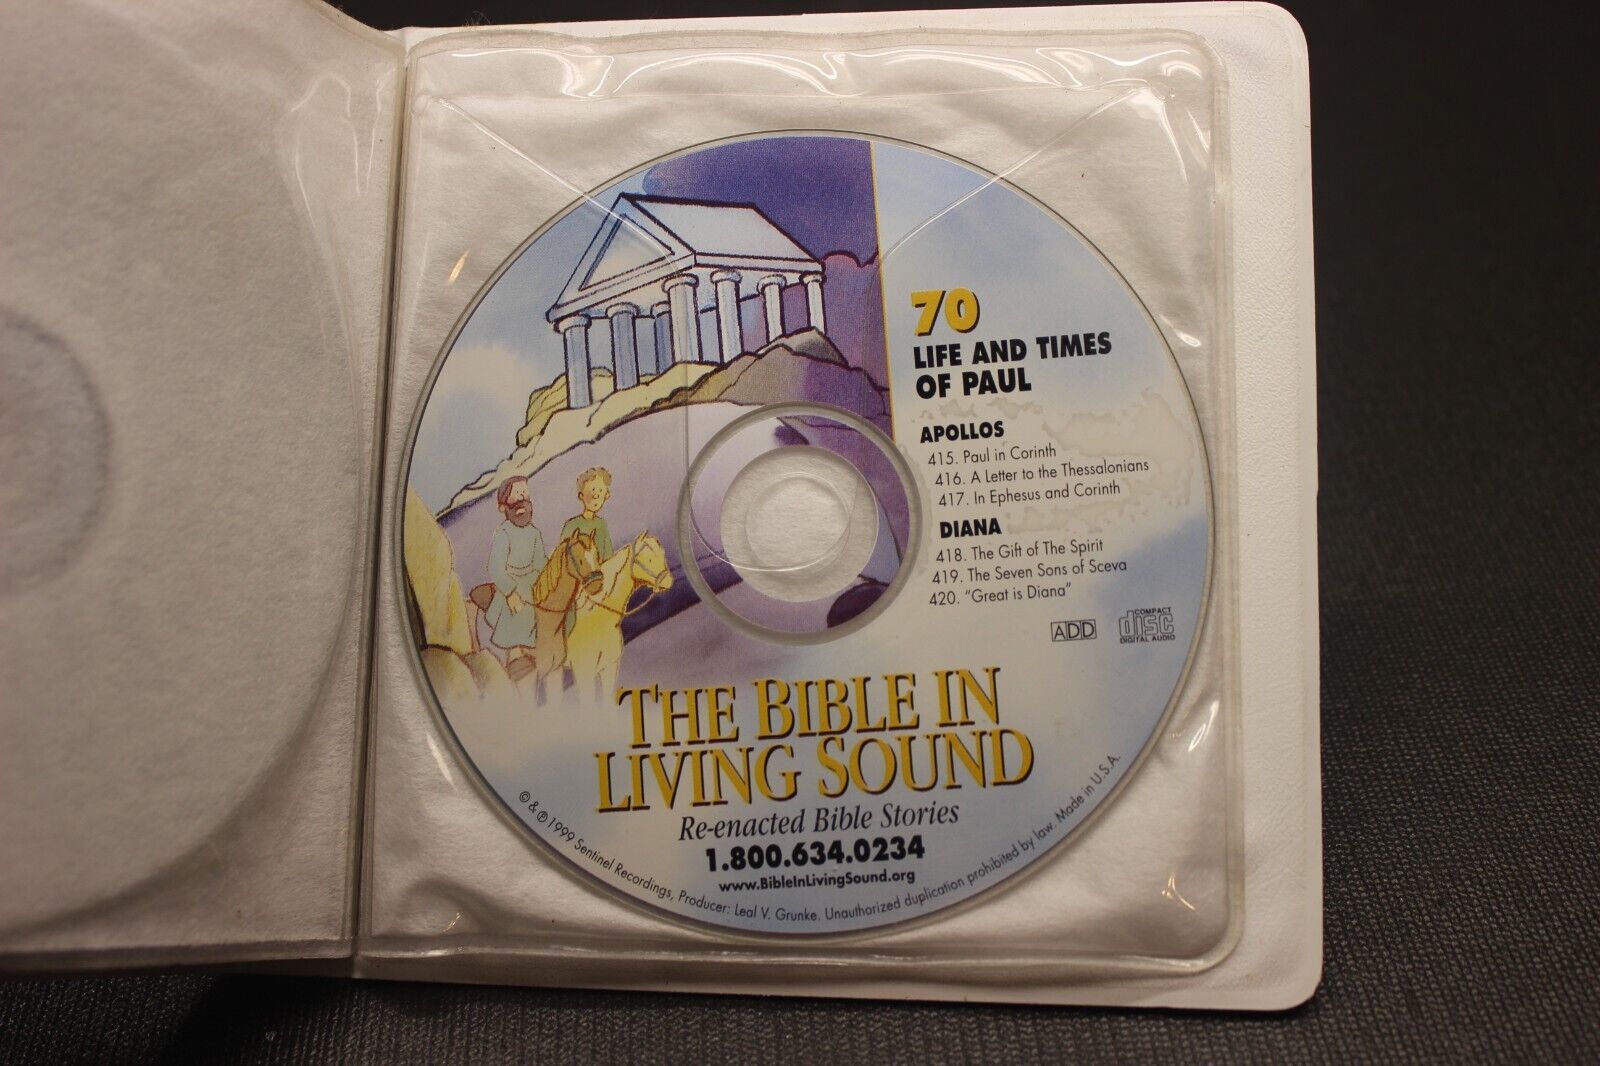 70
LIFE AND TIMES
OF PAUL
APOLLOS
415. Paul in Corinth
416. A Letter to the Thessalonians
417. In Ephesus and Corinth
DIANA
418. The Gift of The Spirit
419. The Seven Sons of Sceva
420. “Great is Diana”
ADD
COMPACT
disc
DIGITAL AUDIO
THE BIBLE IN
LIVING SOUND
Re-enacted Bible Stories
1.800.634.0234
www.BibleInLivingSound.org
© & ℗ 1999 Sentinel Recordings, Producer: Leal V. Grunke. Unauthorized duplication prohibited by law. Made in U.S.A.